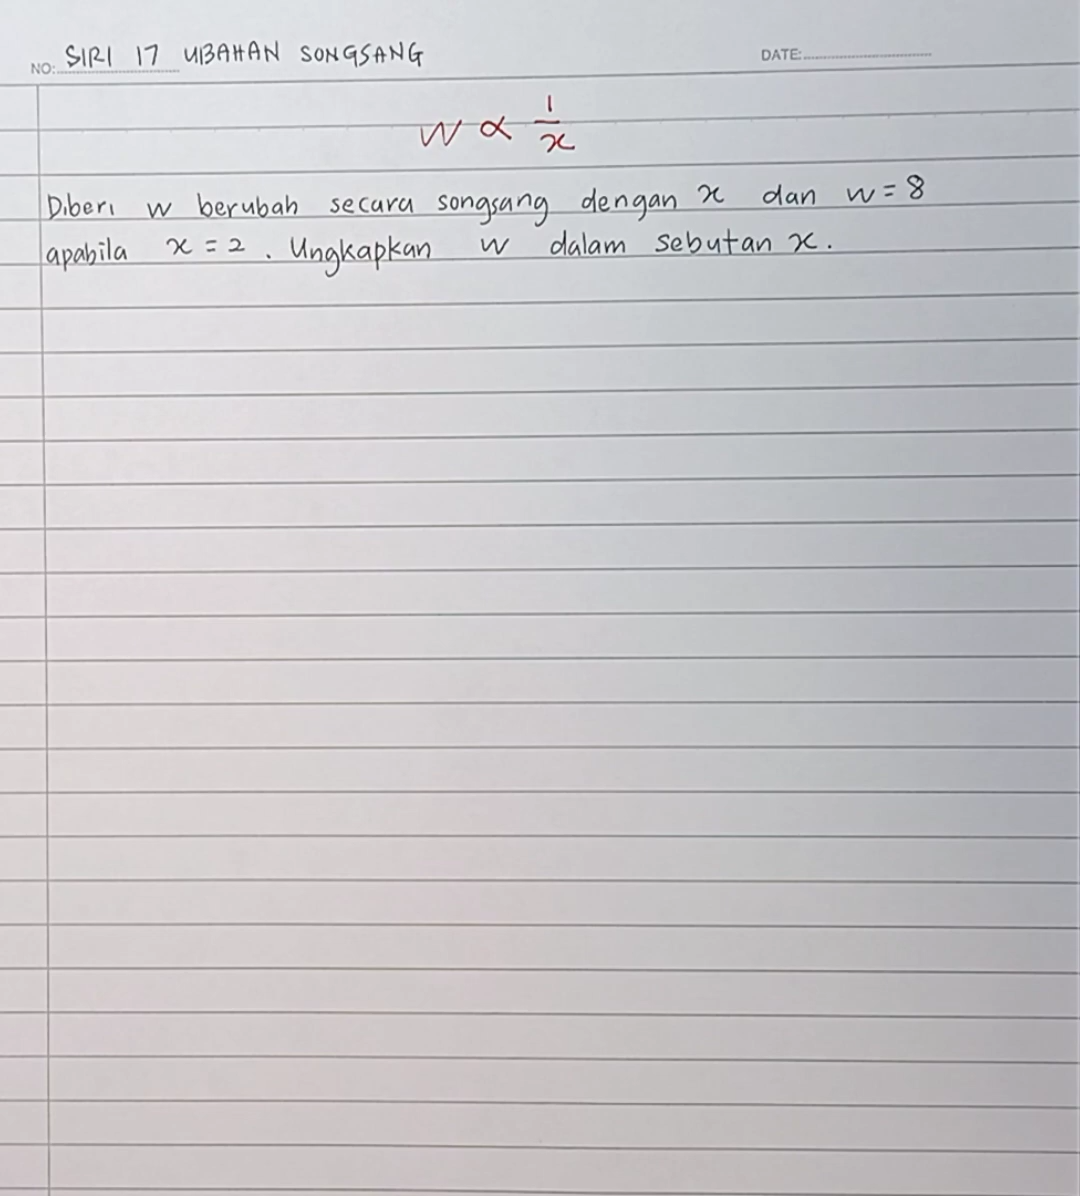 NO: SIRI 17 UBAHAN SONGSANG DATE:
w ∝ 1/x
Diberi w berubah secara songsang dengan x dan w = 8
apabila x = 2 . Ungkapkan w dalam sebutan x .